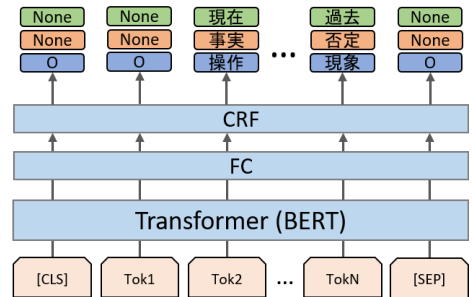 None None 現在 過去 None
None None 事実 ... 否定 None
O O 操作 現象 O
CRF
FC
Transformer (BERT)
[CLS] Tok1 Tok2 ... TokN [SEP]